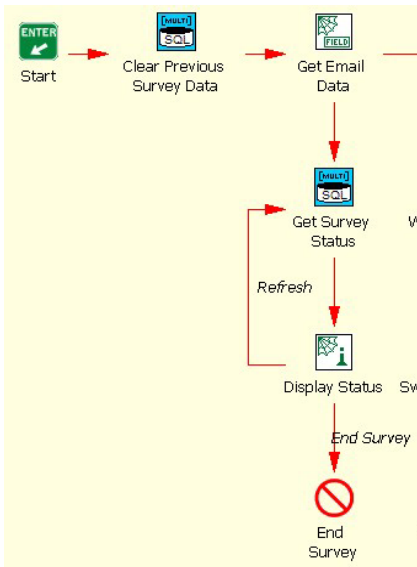 ENTER
Start
[MULTI]
SQL
Clear Previous
Survey Data
FIELD
Get Email
Data
[MULTI]
SQL
Get Survey
Status
W
Refresh
i
Display Status
Sw
End Survey
End
Survey